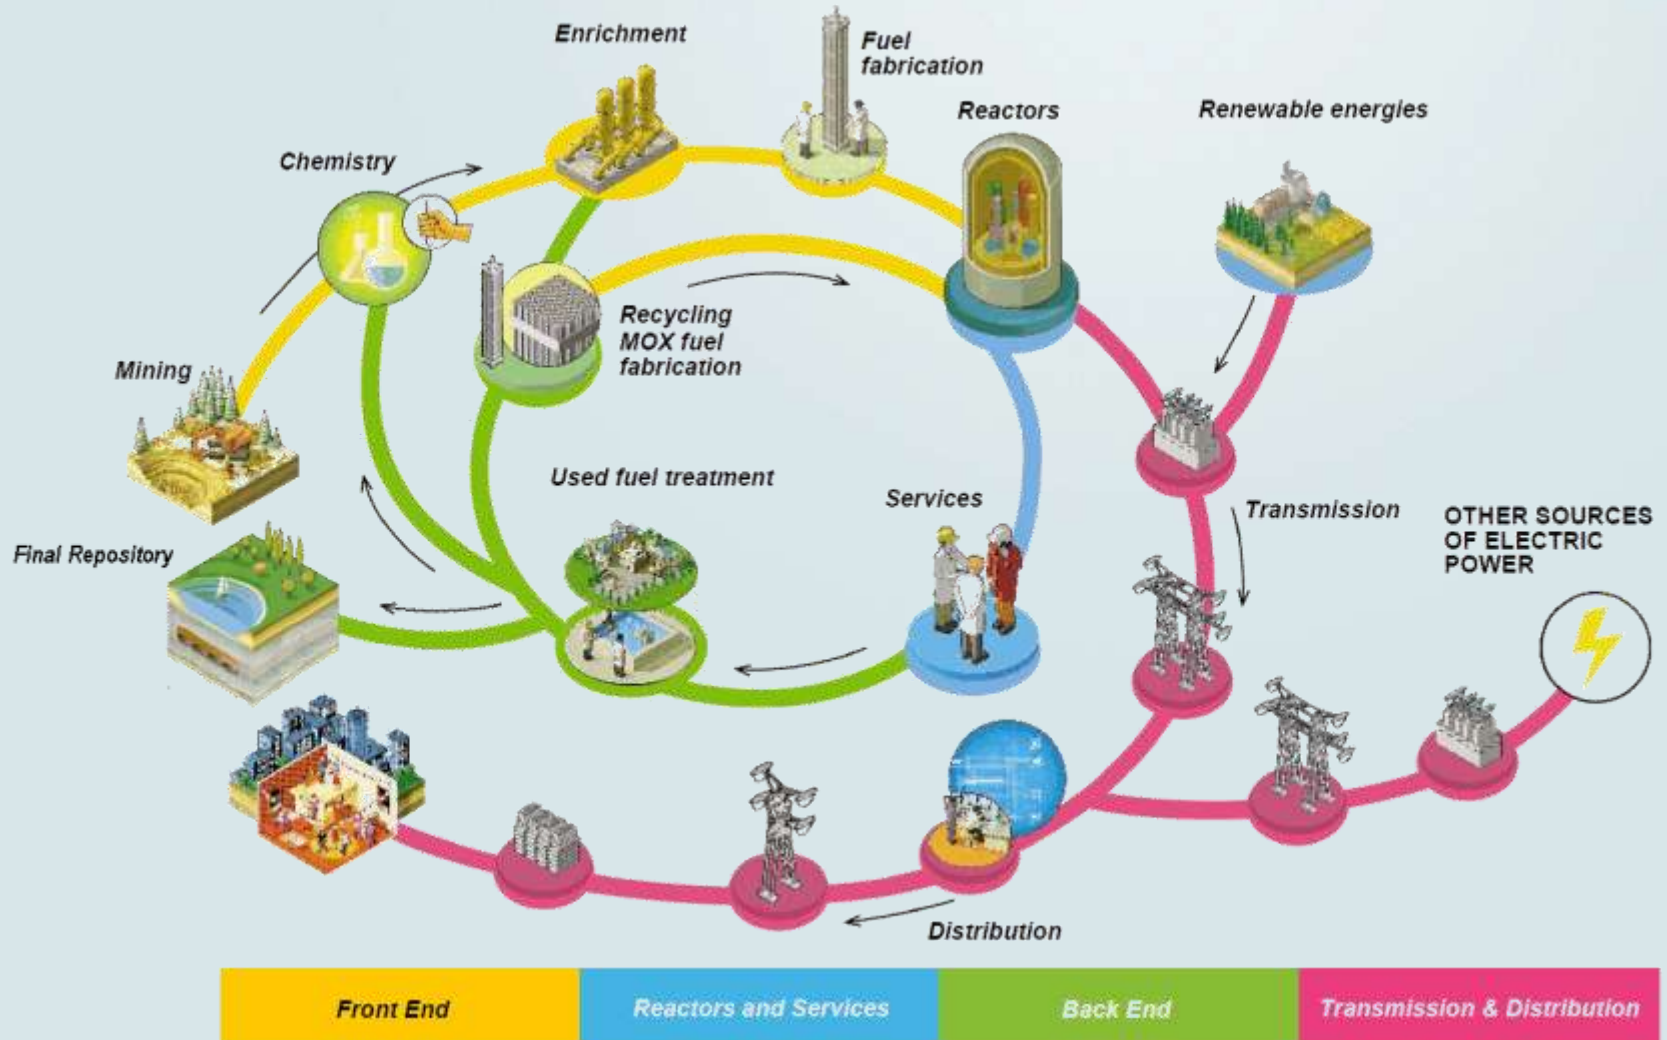 Enrichment
Fuel
fabrication
Reactors
Renewable energies
Chemistry
Recycling
MOX fuel
fabrication
Mining
Used fuel treatment
Services
Transmission
OTHER SOURCES
OF ELECTRIC
POWER
Final Repository
Distribution
Front End
Reactors and Services
Back End
Transmission & Distribution